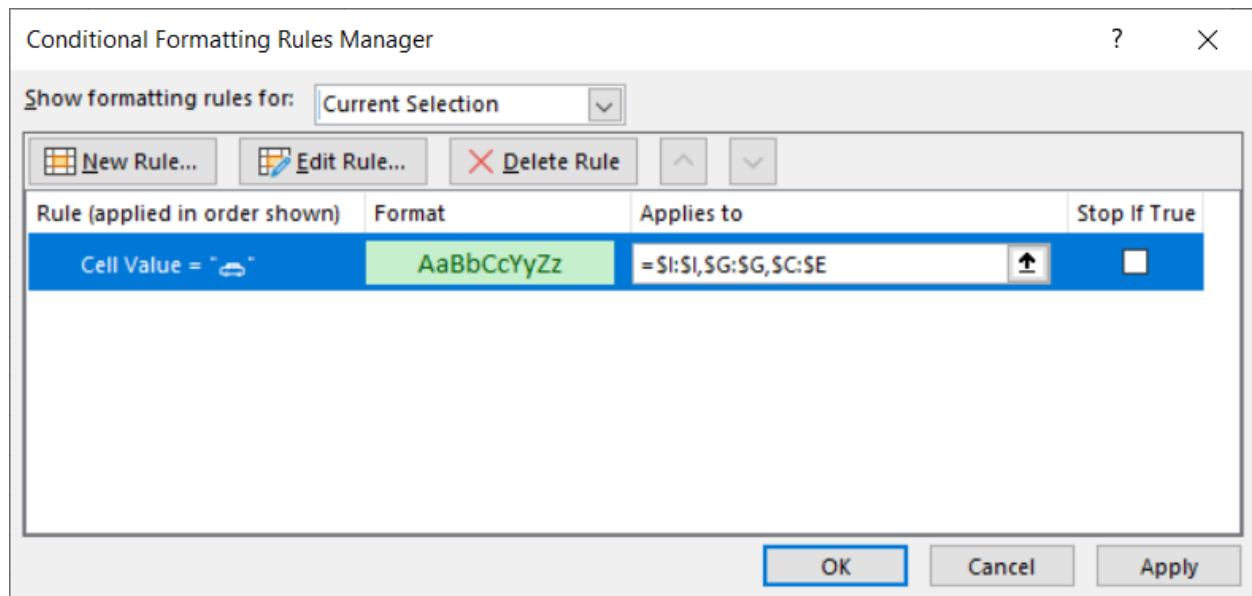 Conditional Formatting Rules Manager ? ×
Show formatting rules for: Current Selection
New Rule... Edit Rule... Delete Rule
Rule (applied in order shown) Format Applies to Stop If True
Cell Value = "🚗" AaBbCcYyZz =$I:$I,$G:$G,$C:$E
OK Cancel Apply